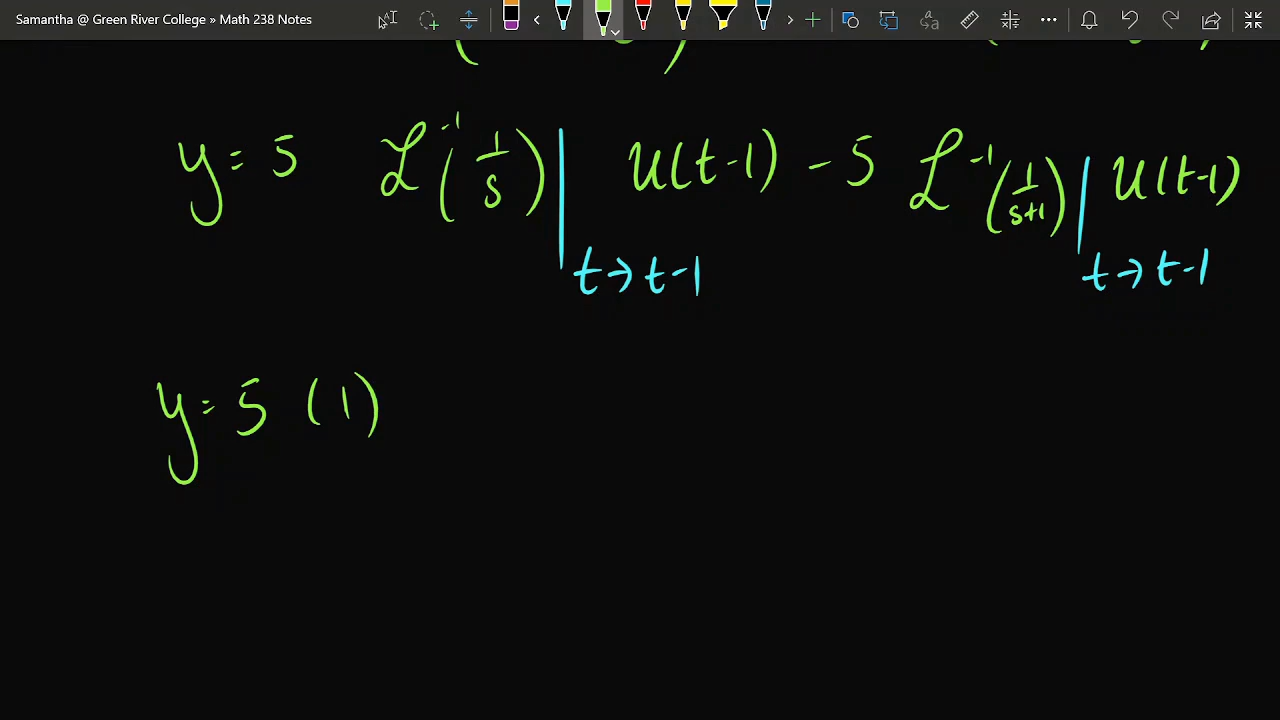 Samantha @ Green River College » Math 238 Notes
y = 5 ℒ⁻¹(1/s)| U(t-1) - 5 ℒ⁻¹(1/(s+1))| U(t-1)
t→t-1 t→t-1
y = 5 (1)